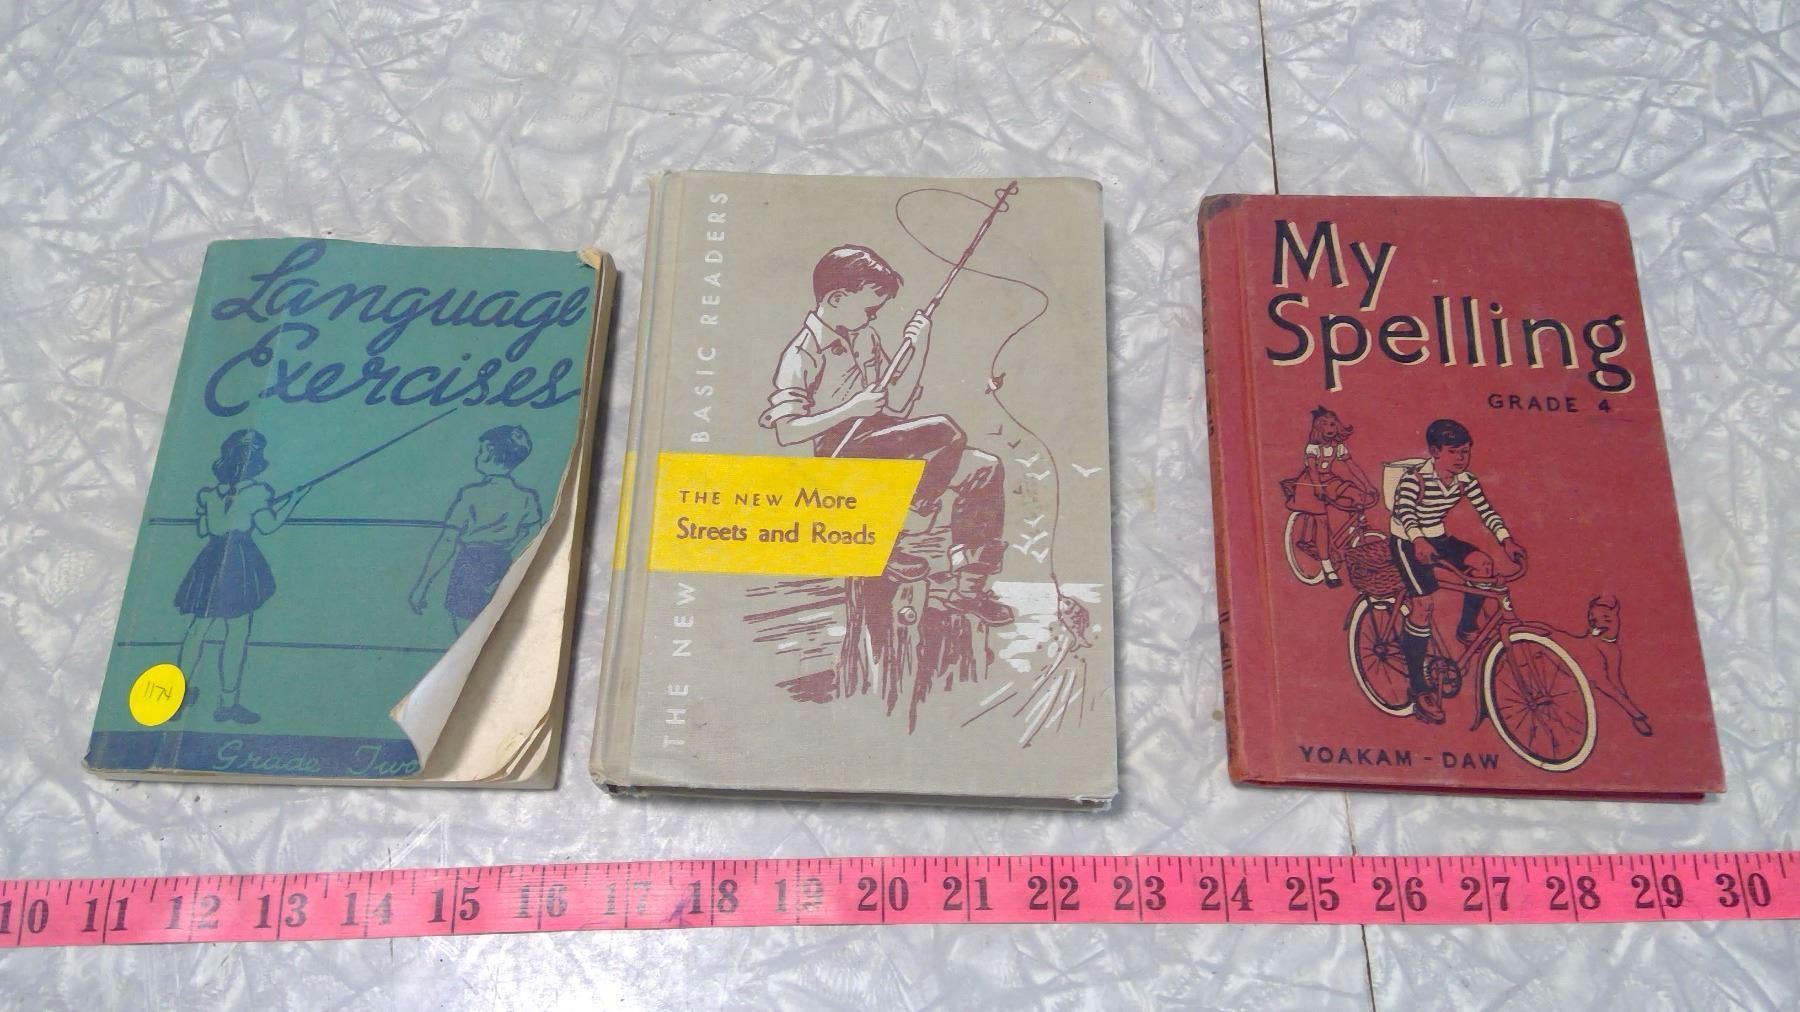 Language
Exercises
1174
Grade Two
THE NEW BASIC READERS
THE NEW More
Streets and Roads
My
Spelling
GRADE 4
YOAKAM - DAW
10 11 12 13 14 15 16 17 18 19 20 21 22 23 24 25 26 27 28 29 30